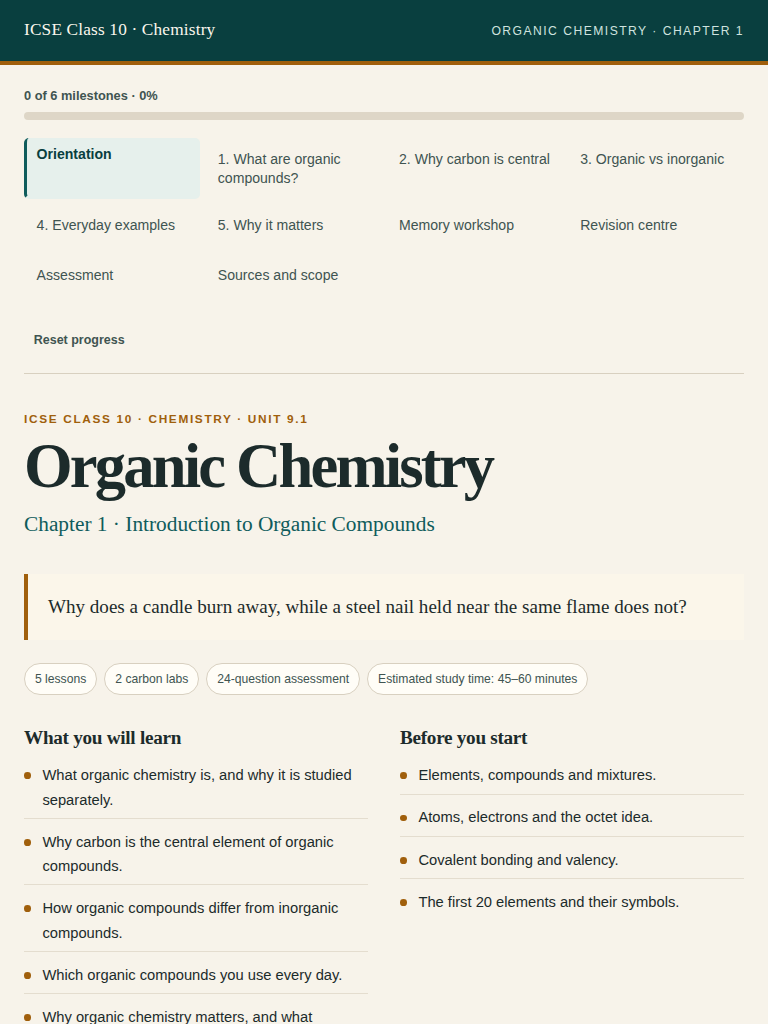 ICSE Class 10 · Chemistry
ORGANIC CHEMISTRY · CHAPTER 1
0 of 6 milestones · 0%
Orientation
1. What are organic
compounds?
2. Why carbon is central
3. Organic vs inorganic
4. Everyday examples
5. Why it matters
Memory workshop
Revision centre
Assessment
Sources and scope
Reset progress
ICSE CLASS 10 · CHEMISTRY · UNIT 9.1
Organic Chemistry
Chapter 1 · Introduction to Organic Compounds
Why does a candle burn away, while a steel nail held near the same flame does not?
5 lessons
2 carbon labs
24-question assessment
Estimated study time: 45–60 minutes
What you will learn
What organic chemistry is, and why it is studied
separately.
Why carbon is the central element of organic
compounds.
How organic compounds differ from inorganic
compounds.
Which organic compounds you use every day.
Why organic chemistry matters, and what
Before you start
Elements, compounds and mixtures.
Atoms, electrons and the octet idea.
Covalent bonding and valency.
The first 20 elements and their symbols.